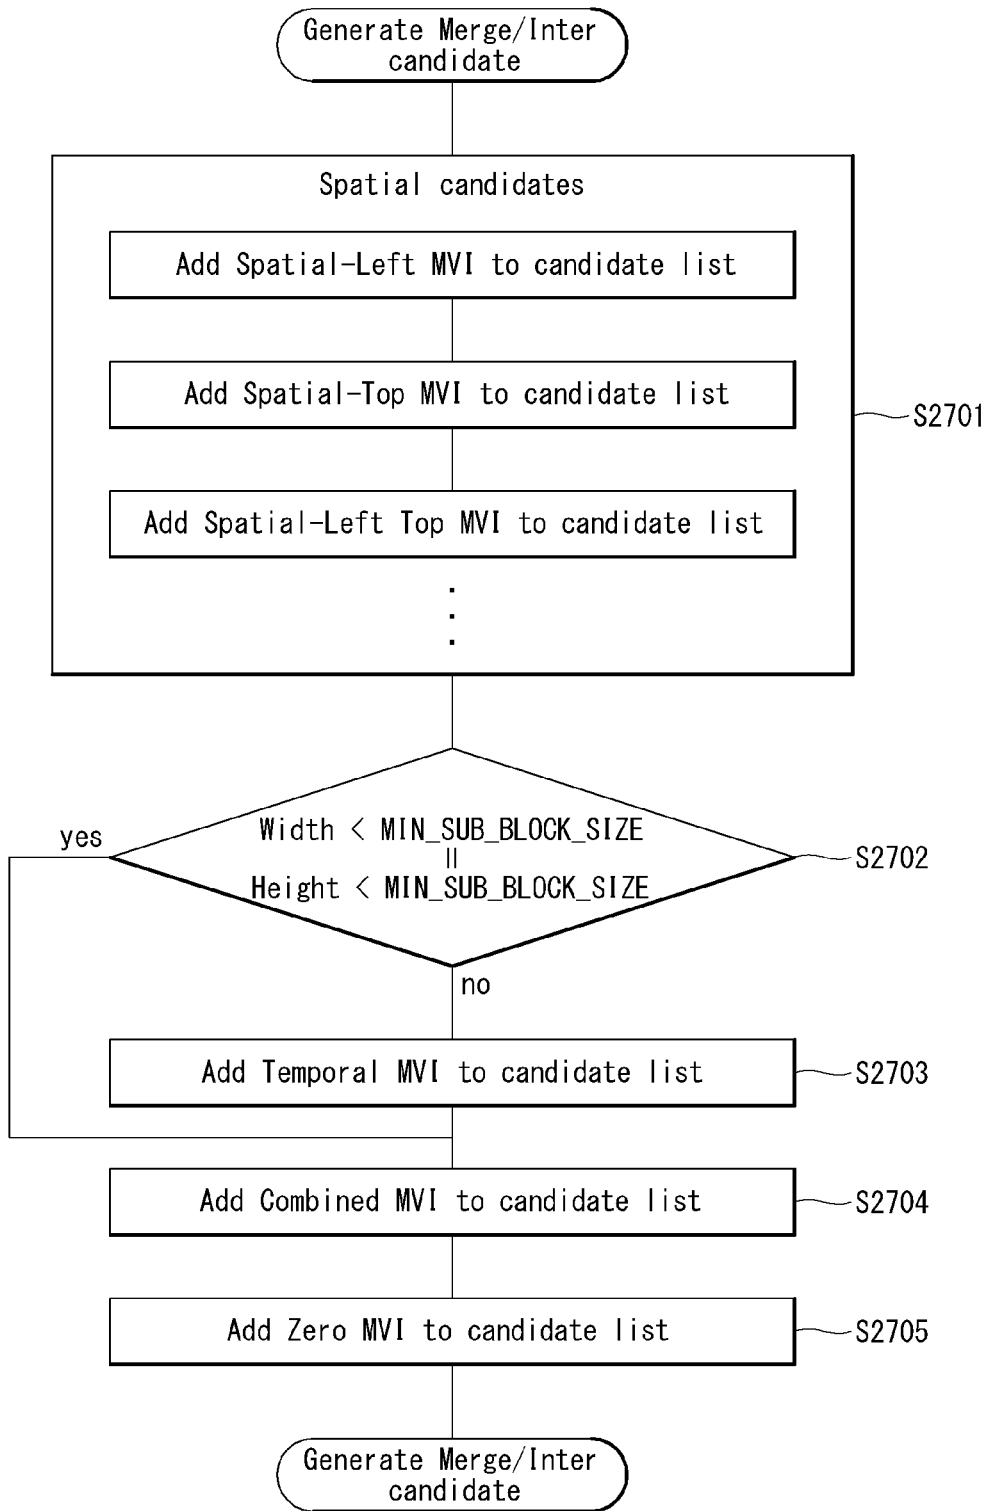 Generate Merge/Inter
candidate
Spatial candidates
Add Spatial-Left MVI to candidate list
Add Spatial-Top MVI to candidate list
S2701
Add Spatial-Left Top MVI to candidate list
yes
Width < MIN_SUB_BLOCK_SIZE
||
Height < MIN_SUB_BLOCK_SIZE
S2702
no
Add Temporal MVI to candidate list
S2703
Add Combined MVI to candidate list
S2704
Add Zero MVI to candidate list
S2705
Generate Merge/Inter
candidate